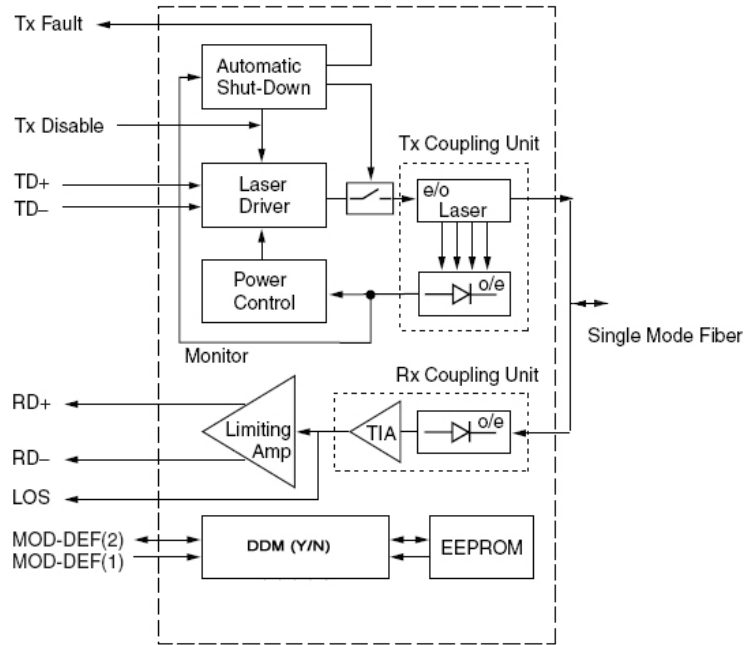 Tx Fault
Automatic
Shut-Down
Tx Disable
Tx Coupling Unit
TD+
TD–
Laser
Driver
e/o
Laser
Power
Control
o/e
Monitor
Single Mode Fiber
Rx Coupling Unit
RD+
RD–
Limiting
Amp
TIA
o/e
LOS
MOD-DEF(2)
MOD-DEF(1)
DDM (Y/N)
EEPROM